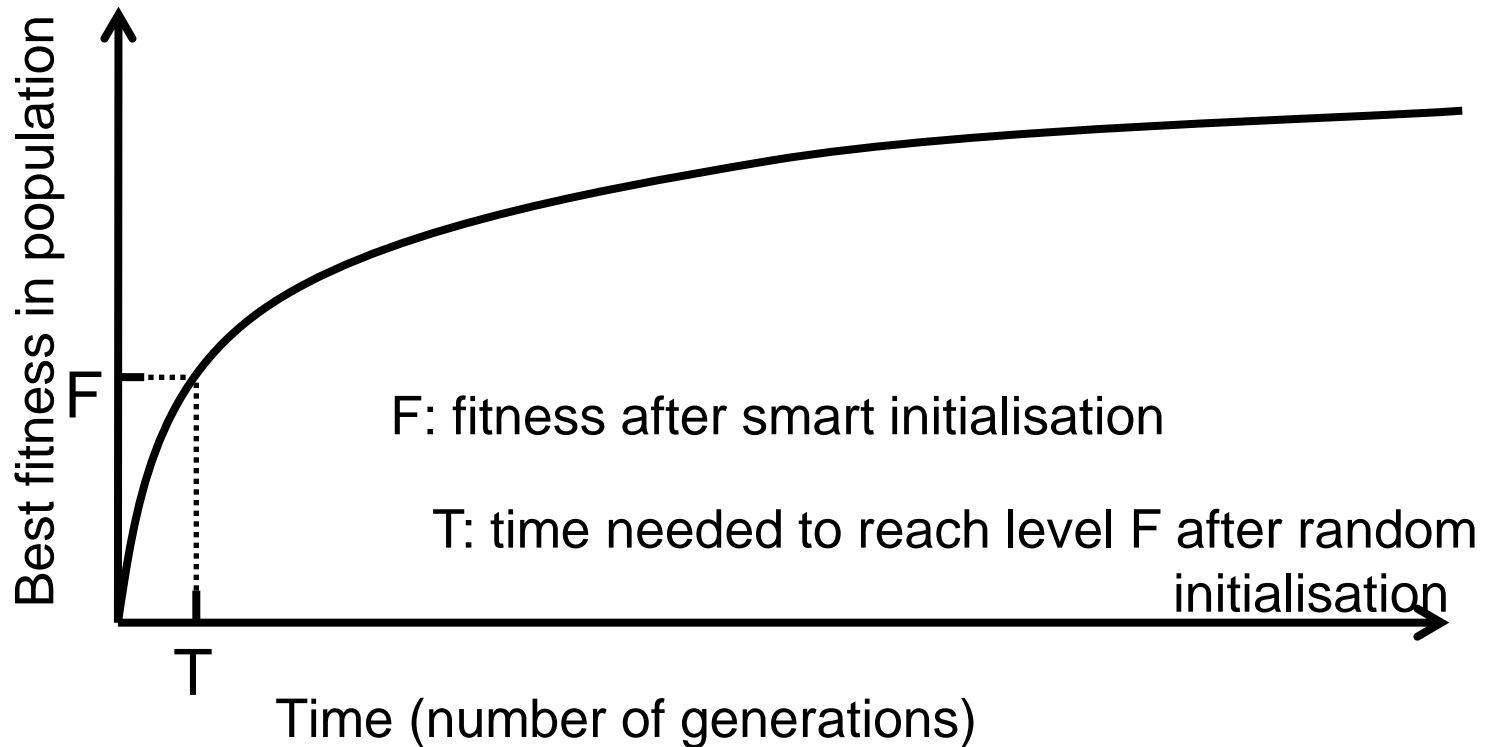 Best fitness in population
F
F: fitness after smart initialisation
T: time needed to reach level F after random
initialisation
T
Time (number of generations)